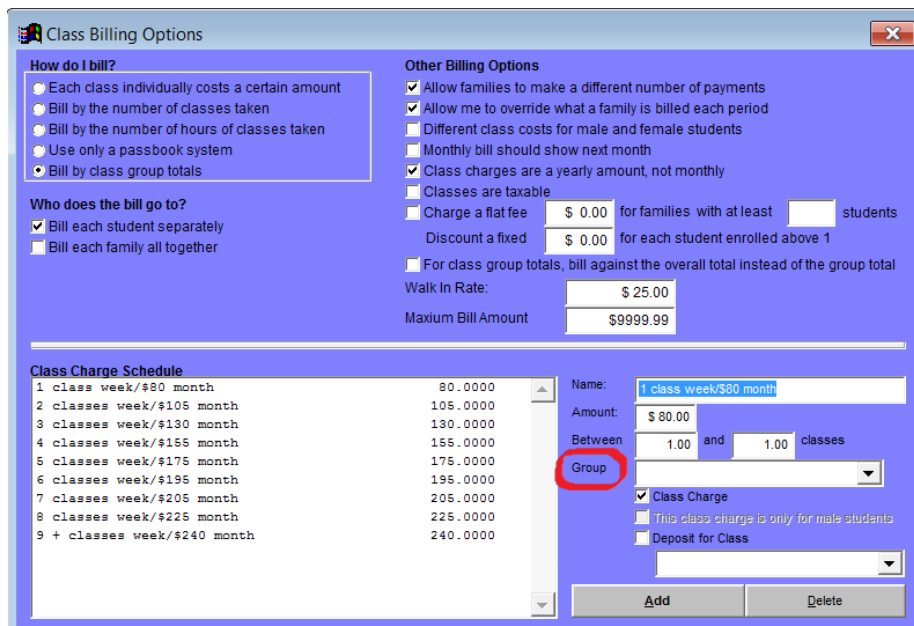 Class Billing Options
How do I bill?
Each class individually costs a certain amount
Bill by the number of classes taken
Bill by the number of hours of classes taken
Use only a passbook system
Bill by class group totals
Who does the bill go to?
Bill each student separately
Bill each family all together
Other Billing Options
Allow families to make a different number of payments
Allow me to override what a family is billed each period
Different class costs for male and female students
Monthly bill should show next month
Class charges are a yearly amount, not monthly
Classes are taxable
Charge a flat fee $ 0.00 for families with at least students
Discount a fixed $ 0.00 for each student enrolled above 1
For class group totals, bill against the overall total instead of the group total
Walk In Rate: $ 25.00
Maxium Bill Amount $9999.99
Class Charge Schedule
1 class week/$80 month 80.0000
2 classes week/$105 month 105.0000
3 classes week/$130 month 130.0000
4 classes week/$155 month 155.0000
5 classes week/$175 month 175.0000
6 classes week/$195 month 195.0000
7 classes week/$205 month 205.0000
8 classes week/$225 month 225.0000
9 + classes week/$240 month 240.0000
Name: 1 class week/$80 month
Amount: $ 80.00
Between 1.00 and 1.00 classes
Group
Class Charge
This class charge is only for male students
Deposit for Class
Add Delete